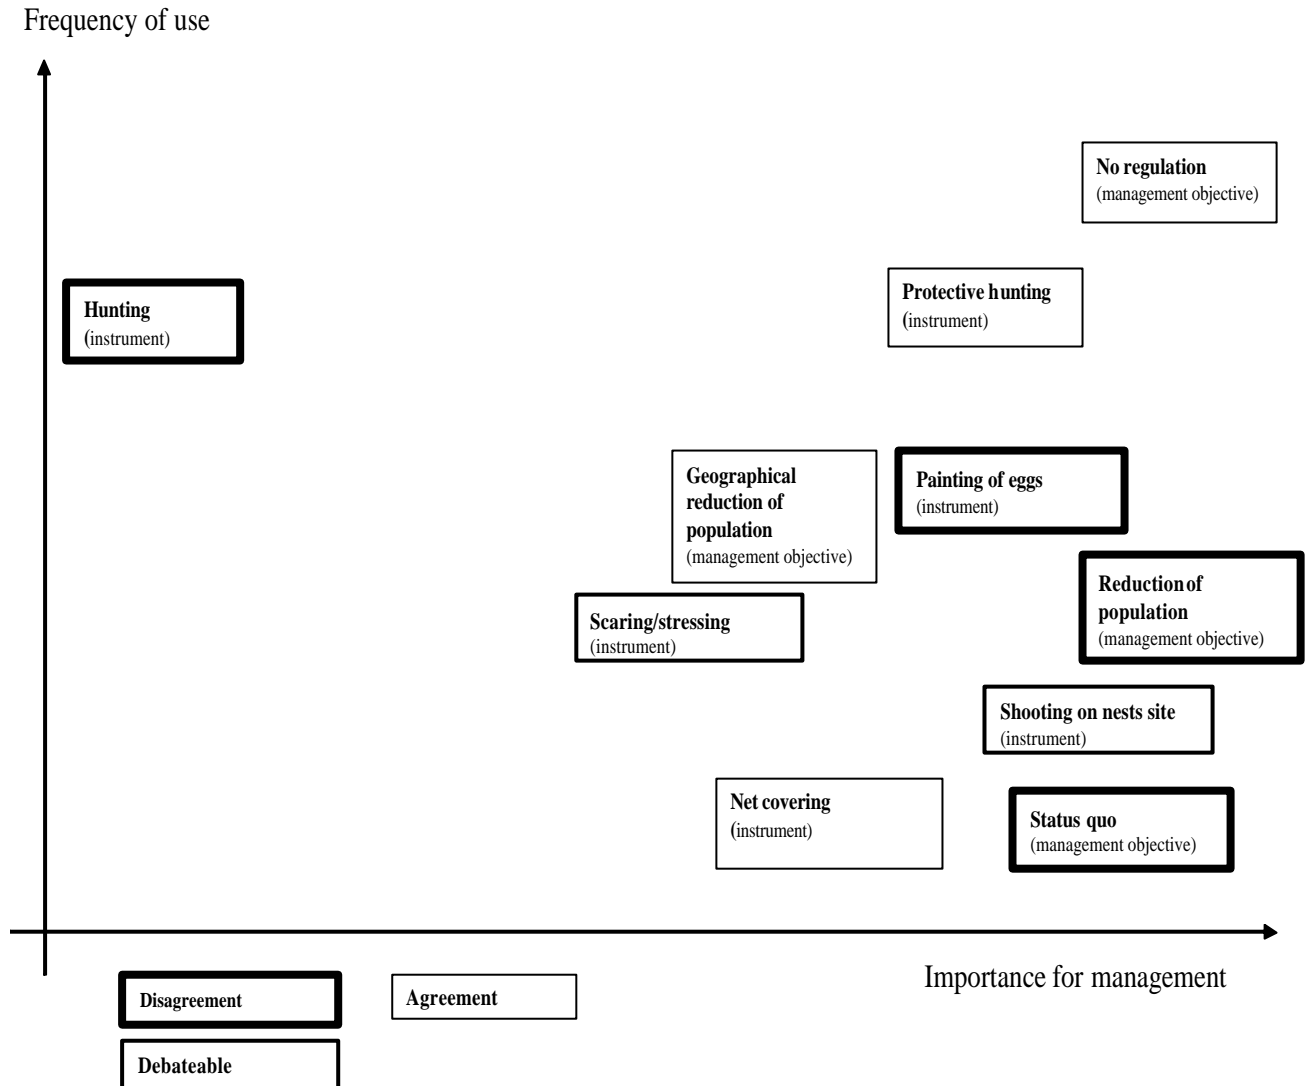 Frequency of use
No regulation
(management objective)
Protective hunting
(instrument)
Hunting
(instrument)
Geographical
reduction of
population
(management objective)
Painting of eggs
(instrument)
Reduction of
population
(management objective)
Scaring/stressing
(instrument)
Shooting on nests site
(instrument)
Net covering
(instrument)
Status quo
(management objective)
Importance for management
Disagreement
Agreement
Debateable